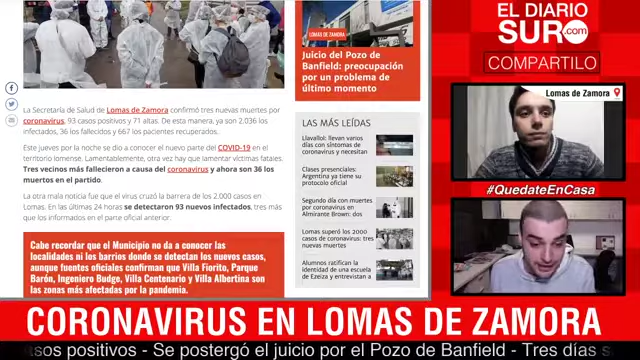 LOMAS DE ZAMORA
Juicio del Pozo de
Banfield: preocupación
por un problema de
último momento
La Secretaría de Salud de Lomas de Zamora confirmó tres nuevas muertes por
coronavirus, 93 casos positivos y 71 altas. De esta manera, ya son 2.036 los
infectados, 36 los fallecidos y 667 los pacientes recuperados.
Este jueves por la noche se dio a conocer el nuevo parte del COVID-19 en el
territorio lomense. Lamentablemente, otra vez hay que lamentar víctimas fatales.
Tres vecinos más fallecieron a causa del coronavirus y ahora son 36 los
muertos en el partido.
La otra mala noticia fue que el virus cruzó la barrera de los 2.000 casos en
Lomas. En las últimas 24 horas se detectaron 93 nuevos infectados, tres más
que los informados en el parte oficial anterior.
Cabe recordar que el Municipio no da a conocer las
localidades ni los barrios donde se detectan los nuevos casos,
aunque fuentes oficiales confirman que Villa Fiorito, Parque
Barón, Ingeniero Budge, Villa Centenario y Villa Albertina son
las zonas más afectadas por la pandemia.
LAS MÁS LEÍDAS
Llavallol: llevan varios
días con síntomas de
coronavirus y necesitan
Clases presenciales:
Argentina ya tiene su
protocolo oficial
Segundo día con muertes
por coronavirus en
Almirante Brown: dos
Lomas superó los 2000
casos de coronavirus: tres
nuevas muertes
Alumnos ratifican la
identidad de una escuela
de Ezeiza y entrevistan a
EL DIARIO
SUR.com
COMPARTILO
Lomas de Zamora
#QuedateEnCasa
CORONAVIRUS EN LOMAS DE ZAMORA
sos positivos - Se postergó el juicio por el Pozo de Banfield - Tres días s